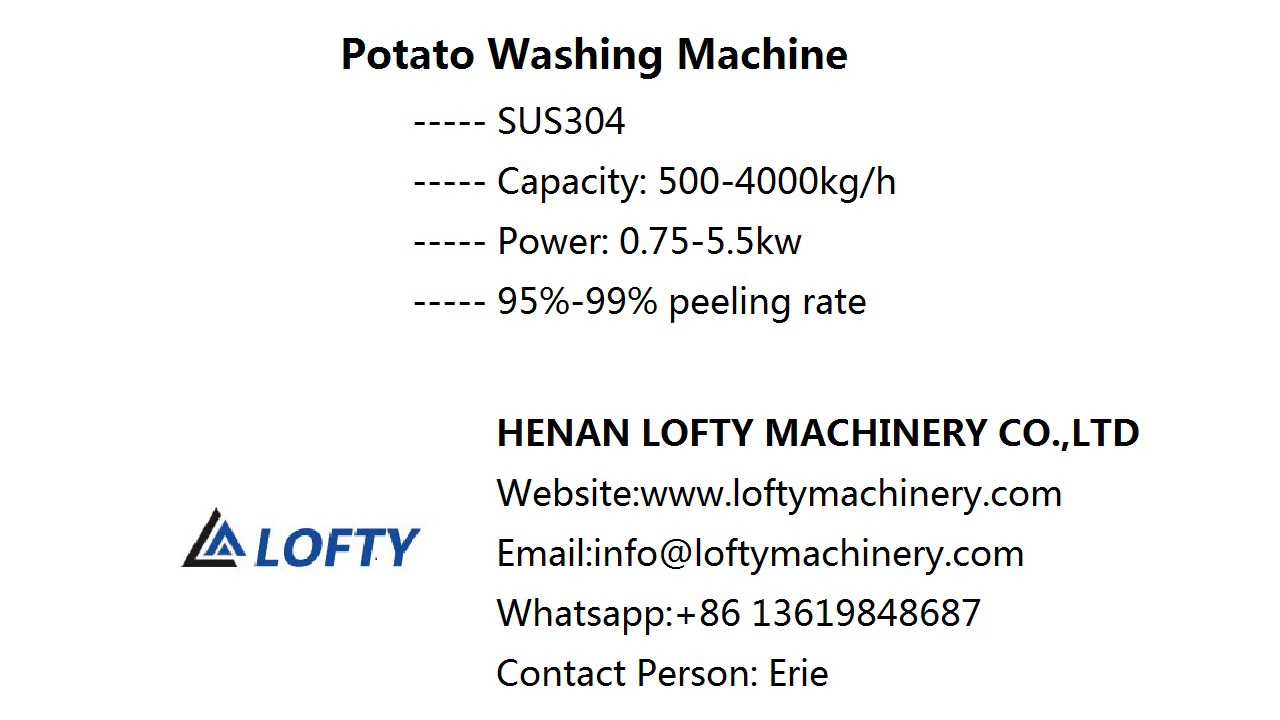 Potato Washing Machine
----- SUS304
----- Capacity: 500-4000kg/h
----- Power: 0.75-5.5kw
----- 95%-99% peeling rate
HENAN LOFTY MACHINERY CO.,LTD
Website:www.loftymachinery.com
Email:info@loftymachinery.com
Whatsapp:+86 13619848687
Contact Person: Erie
LOFTY